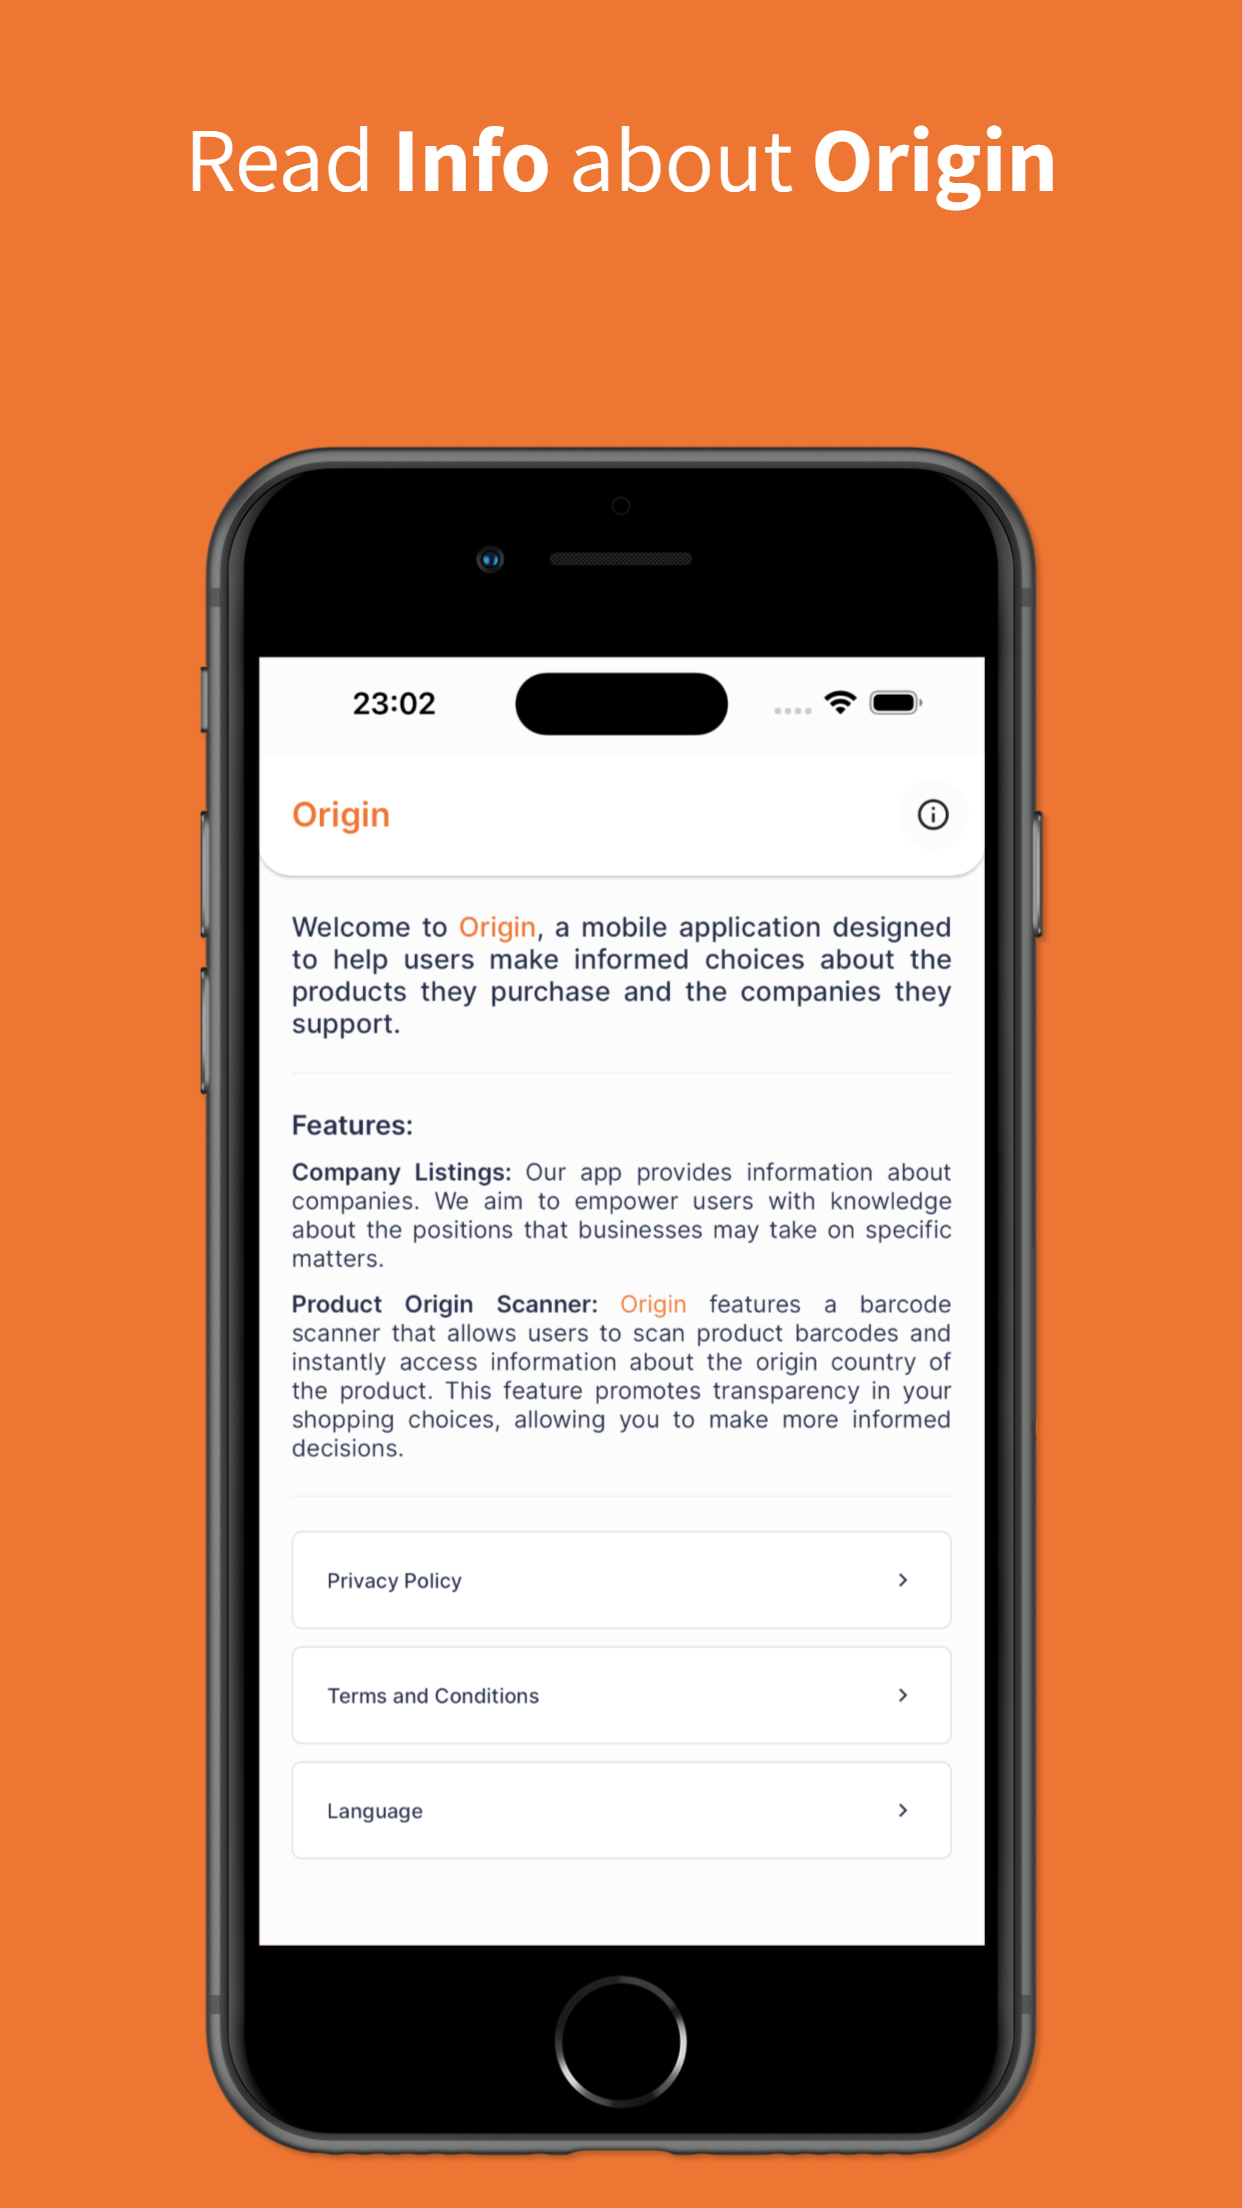 Read Info about Origin
23:02
Origin
Welcome to Origin, a mobile application designed
to help users make informed choices about the
products they purchase and the companies they
support.
Features:
Company Listings: Our app provides information about
companies. We aim to empower users with knowledge
about the positions that businesses may take on specific
matters.
Product Origin Scanner: Origin features a barcode
scanner that allows users to scan product barcodes and
instantly access information about the origin country of
the product. This feature promotes transparency in your
shopping choices, allowing you to make more informed
decisions.
Privacy Policy
Terms and Conditions
Language